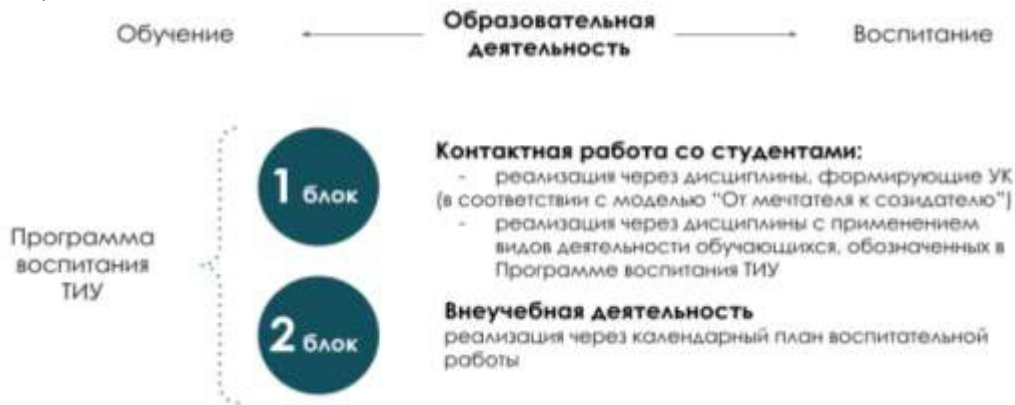 Обучение
Образовательная
деятельность
Воспитание
Программа
воспитания
ТИУ
1 блок
Контактная работа со студентами:
- реализация через дисциплины, формирующие УК
(в соответствии с моделью "От мечтателя к созидателю")
- реализация через дисциплины с применением
видов деятельности обучающихся, обозначенных в
Программе воспитания ТИУ
2 блок
Внеучебная деятельность
реализация через календарный план воспитательной
работы